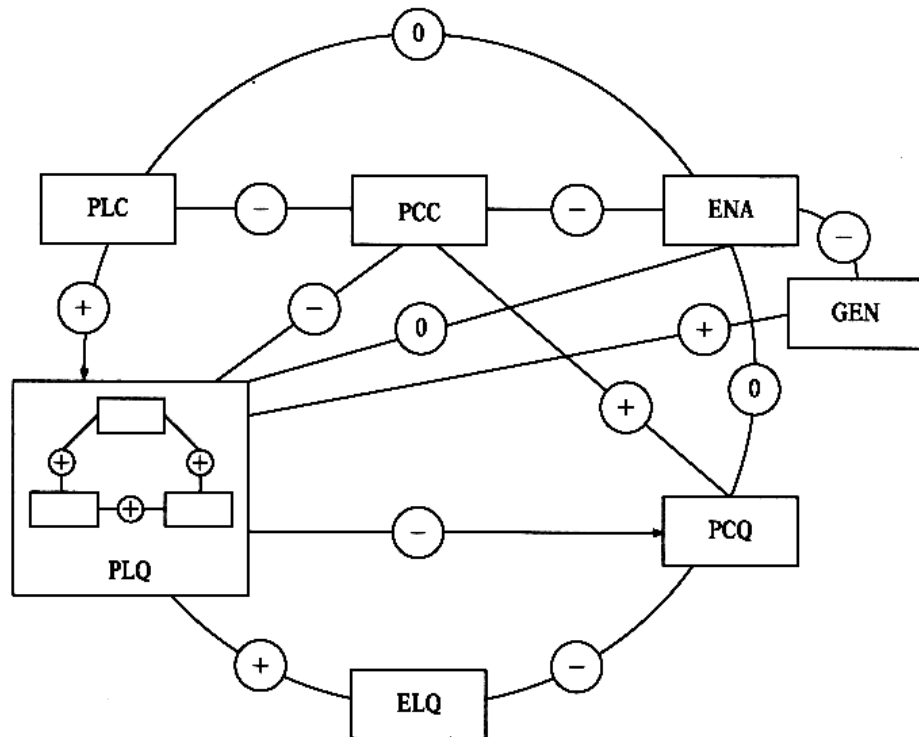 0
PLC
−
PCC
−
ENA
−
GEN
+
−
0
+
+
0
+
+
+
PLQ
−
PCQ
+
ELQ
−